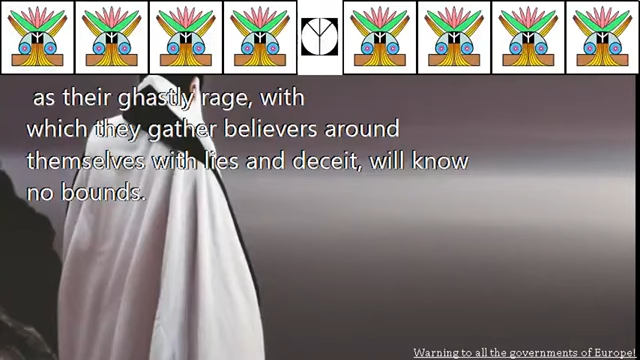 as their ghastly rage, with
which they gather believers around
themselves with lies and deceit, will know
no bounds.
Warning to all the governments of Europe!